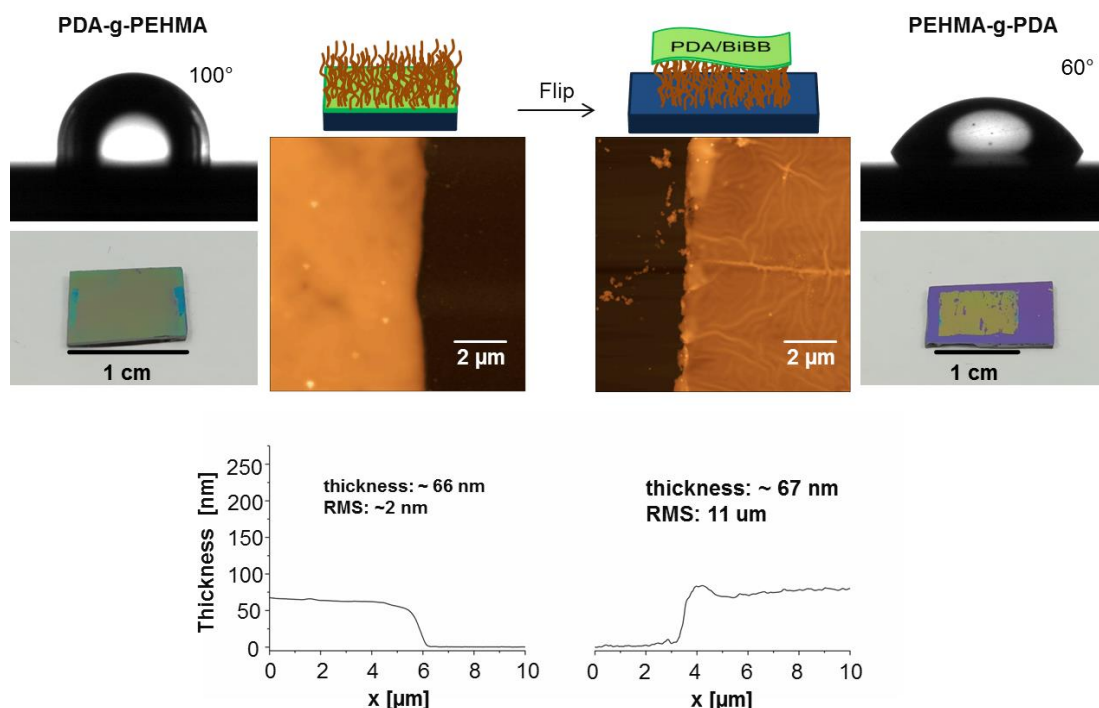 PDA-g-PEHMA
100°
Flip
PDA/BiBB
PEHMA-g-PDA
60°
1 cm
2 µm
2 µm
1 cm
thickness: ~ 66 nm
RMS: ~2 nm
Thickness [nm]
250
200
150
100
50
0
0 2 4 6 8 10
x [µm]
thickness: ~ 67 nm
RMS: 11 um
0 2 4 6 8 10
x [µm]